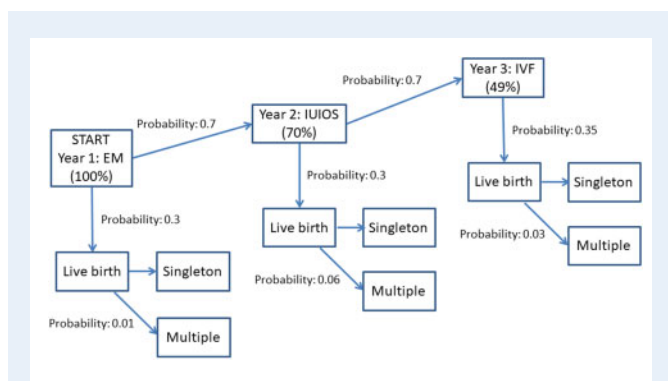 Year 3: IVF
(49%)
Probability: 0.7
Year 2: IUIOS
(70%)
Probability: 0.7
START
Year 1: EM
(100%)
Probability: 0.35
Live birth
Singleton
Probability: 0.3
Probability: 0.3
Probability: 0.03
Multiple
Live birth
Singleton
Probability: 0.06
Multiple
Live birth
Singleton
Probability: 0.01
Multiple